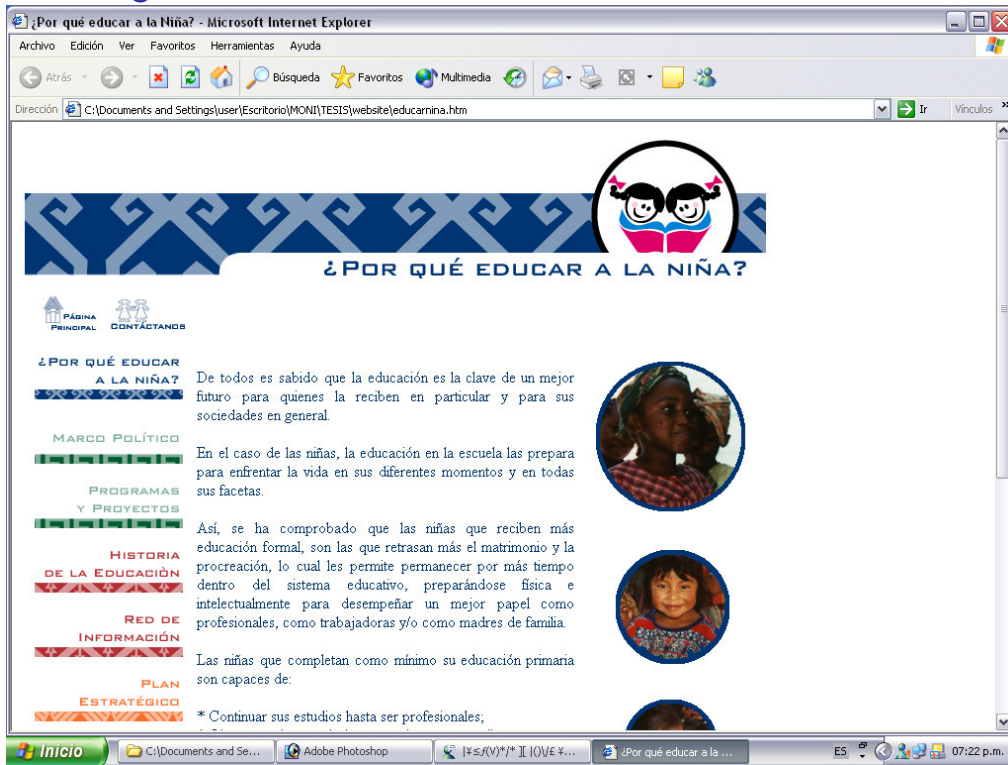 ¿Por qué educar a la Niña? - Microsoft Internet Explorer
Archivo Edición Ver Favoritos Herramientas Ayuda
Atrás Búsqueda Favoritos Multimedia
Dirección C:\Documents and Settings\user\Escritorio\MONI\TESIS\website\educarnina.htm Ir Vínculos »
¿POR QUÉ EDUCAR A LA NIÑA?
PÁGINA
PRINCIPAL
CONTÁCTANOS
¿POR QUÉ EDUCAR
A LA NIÑA?
MARCO POLÍTICO
PROGRAMAS
Y PROYECTOS
HISTORIA
DE LA EDUCACIÒN
RED DE
INFORMACIÓN
PLAN
ESTRATÉGICO
De todos es sabido que la educación es la clave de un mejor
futuro para quienes la reciben en particular y para sus
sociedades en general.
En el caso de las niñas, la educación en la escuela las prepara
para enfrentar la vida en sus diferentes momentos y en todas
sus facetas.
Así, se ha comprobado que las niñas que reciben más
educación formal, son las que retrasan más el matrimonio y la
procreación, lo cual les permite permanecer por más tiempo
dentro del sistema educativo, preparándose física e
intelectualmente para desempeñar un mejor papel como
profesionales, como trabajadoras y/o como madres de familia.
Las niñas que completan como mínimo su educación primaria
son capaces de:
* Continuar sus estudios hasta ser profesionales;
Inicio C:\Documents and Se... Adobe Photoshop ¿Por qué educar a la ... ES 07:22 p.m.